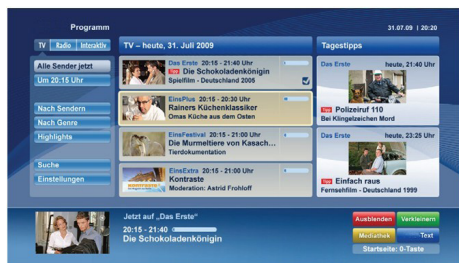 Programm
31.07.09 | 20:20
TV Radio Interaktiv
TV – heute, 31. Juli 2009
Tagestipps
Alle Sender jetzt
Um 20:15 Uhr
Nach Sendern
Nach Genre
Highlights
Suche
Einstellungen
Das Erste 20:15 - 21:40 Uhr
Tipp Die Schokoladenkönigin
Spielfilm - Deutschland 2005
EinsPlus 20:15 - 20:30 Uhr
Rainers Küchenklassiker
Omas Küche aus dem Osten
EinsFestival 20:15 - 21:00 Uhr
Die Murmeltiere von Kasach...
Tierdokumentation
EinsExtra 20:15 - 21:00 Uhr
Kontraste
Moderation: Astrid Frohloff
Das Erste heute, 21:40 Uhr
Tipp Polizeiruf 110
Bei Klingelzeichen Mord
Das Erste heute, 23:25 Uhr
Tipp Einfach raus
Fernsehfilm - Deutschland 1999
Jetzt auf „Das Erste“
20:15 - 21:40
Die Schokoladenkönigin
Ausblenden Verkleinern
Mediathek Text
Startseite: 0-Taste